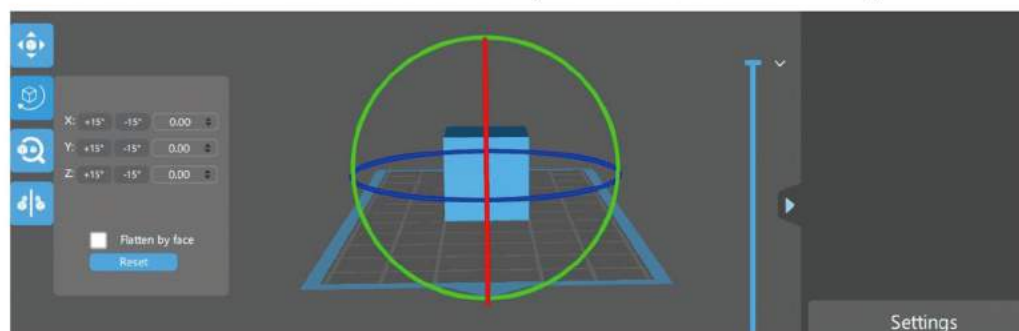 X: +15° -15° 0.00
Y: +15° -15° 0.00
Z: +15° -15° 0.00
Flatten by face
Reset
Settings